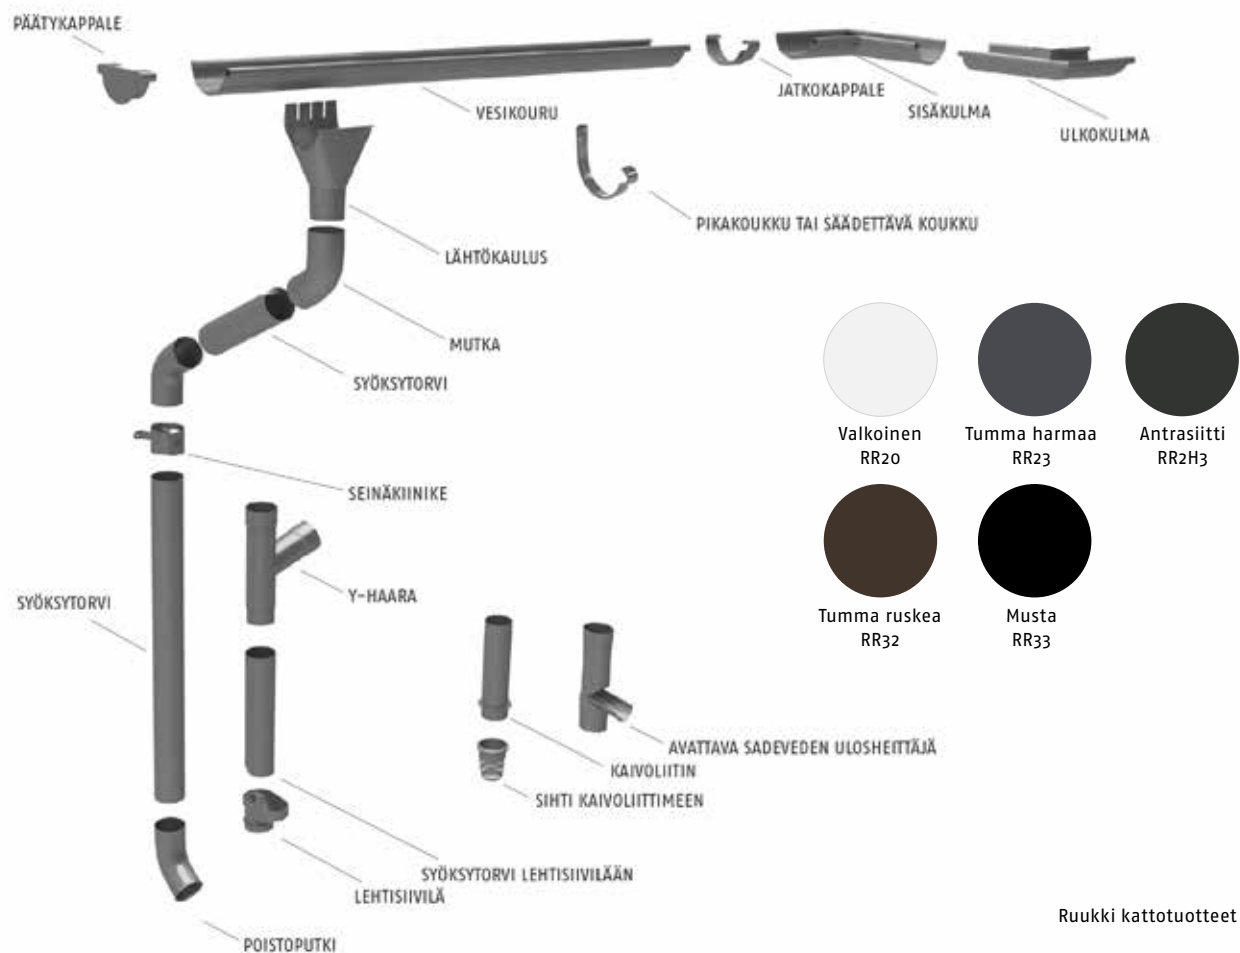 PÄÄTYKAPPALE
VESIKOURU
JATKOKAPPALE
SISÄKULMA
ULKOKULMA
PIKAKOUKKU TAI SÄÄDETTÄVÄ KOUKKU
LÄHTÖKAULUS
MUTKA
SYÖKSYTORVI
SEINÄKIINIKE
Y-HAARA
SYÖKSYTORVI
Valkoinen
RR20
Tumma harmaa
RR23
Antrasiitti
RR2H3
Tumma ruskea
RR32
Musta
RR33
AVATTAVA SADEVEDEN ULOSHEITTÄJÄ
KAIVOLIITIN
SIHTI KAIVOLIITTIMEEN
SYÖKSYTORVI LEHTISIIVILÄÄN
LEHTISIIVILÄ
POISTOPUTKI
Ruukki kattotuotteet